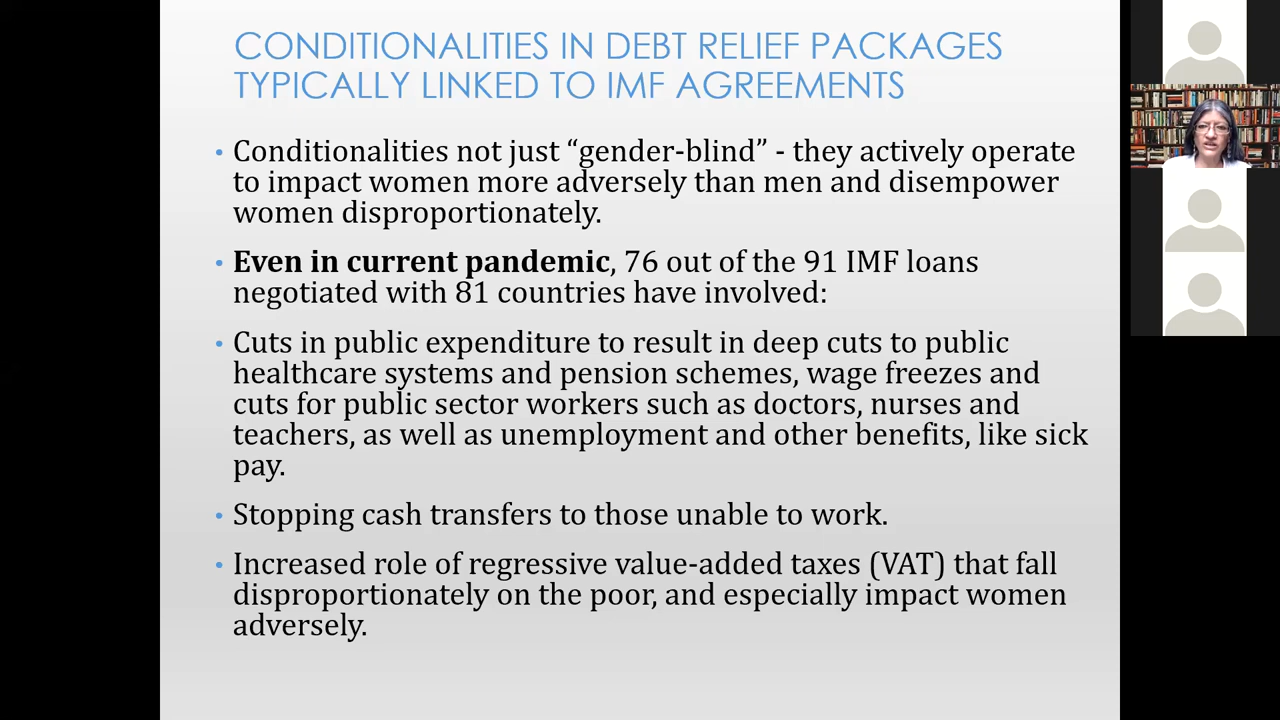 CONDITIONALITIES IN DEBT RELIEF PACKAGES
TYPICALLY LINKED TO IMF AGREEMENTS
• Conditionalities not just “gender-blind” - they actively operate
to impact women more adversely than men and disempower
women disproportionately.
• Even in current pandemic, 76 out of the 91 IMF loans
negotiated with 81 countries have involved:
• Cuts in public expenditure to result in deep cuts to public
healthcare systems and pension schemes, wage freezes and
cuts for public sector workers such as doctors, nurses and
teachers, as well as unemployment and other benefits, like sick
pay.
• Stopping cash transfers to those unable to work.
• Increased role of regressive value-added taxes (VAT) that fall
disproportionately on the poor, and especially impact women
adversely.